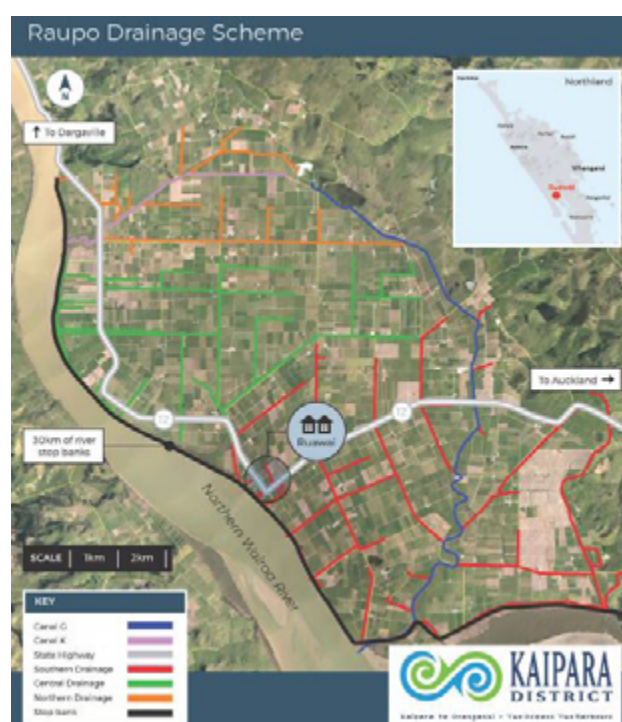 Raupo Drainage Scheme
N
↑ To Dargaville
Northland
Whangarei
Ruawai
To Auckland →
12
12
Ruawai
30km of river
stop banks
Northern Wairoa River
SCALE | 1km | 2km
KEY
Canal G
Canal K
State Highway
Southern Drainage
Central Drainage
Northern Drainage
Stop bank
KAIPARA
DISTRICT